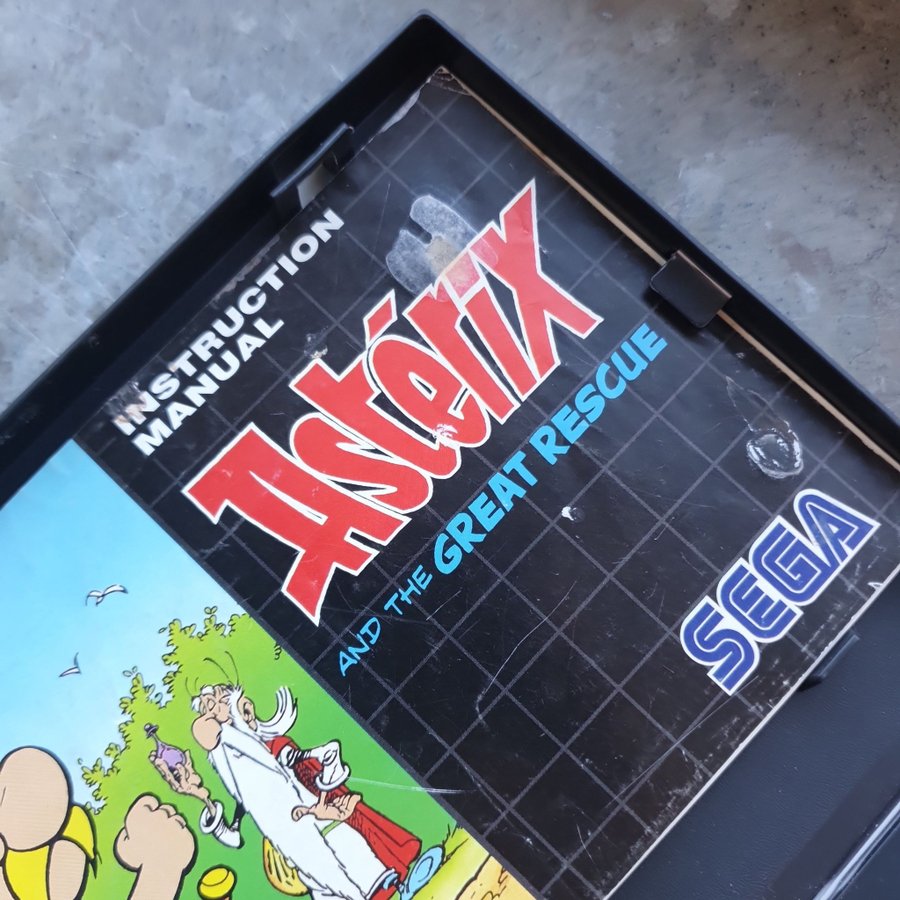 INSTRUCTION
MANUAL
Astérix
AND THE GREAT RESCUE
SEGA